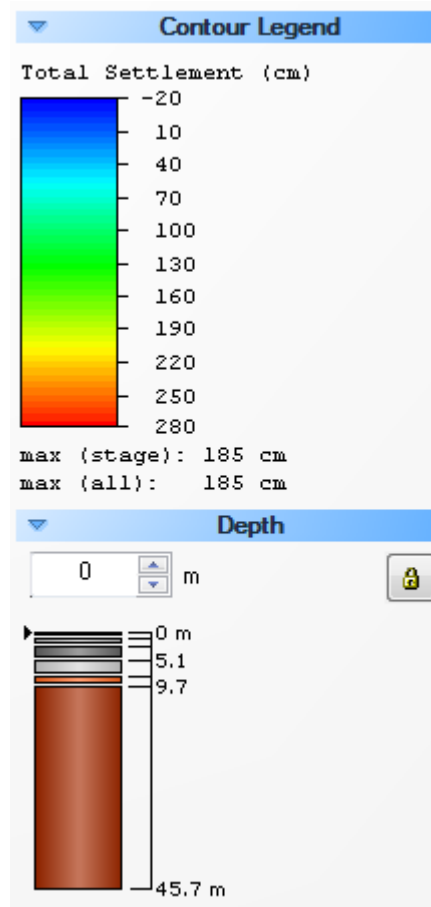 Contour Legend
Total Settlement (cm)
-20
10
40
70
100
130
160
190
220
250
280
max (stage): 185 cm
max (all): 185 cm
Depth
0 m
0 m
5.1
9.7
45.7 m